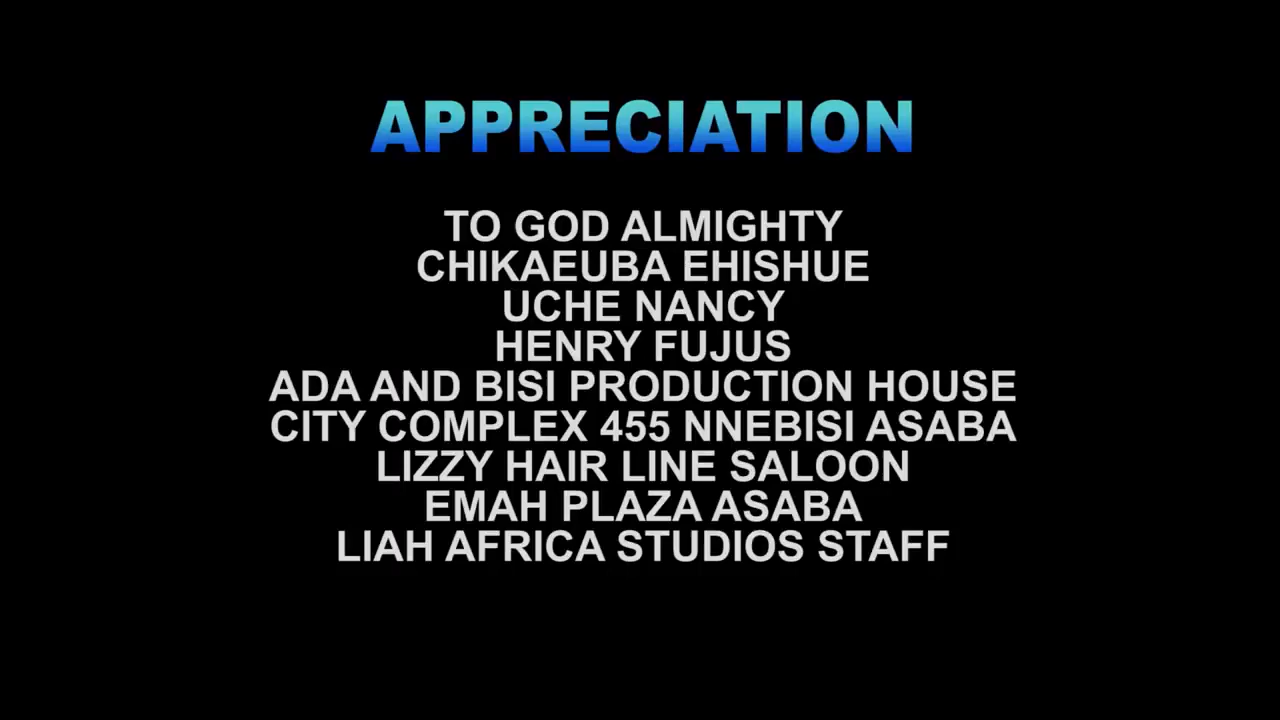 APPRECIATION
TO GOD ALMIGHTY
CHIKAEUBA EHISHUE
UCHE NANCY
HENRY FUJUS
ADA AND BISI PRODUCTION HOUSE
CITY COMPLEX 455 NNEBISI ASABA
LIZZY HAIR LINE SALOON
EMAH PLAZA ASABA
LIAH AFRICA STUDIOS STAFF